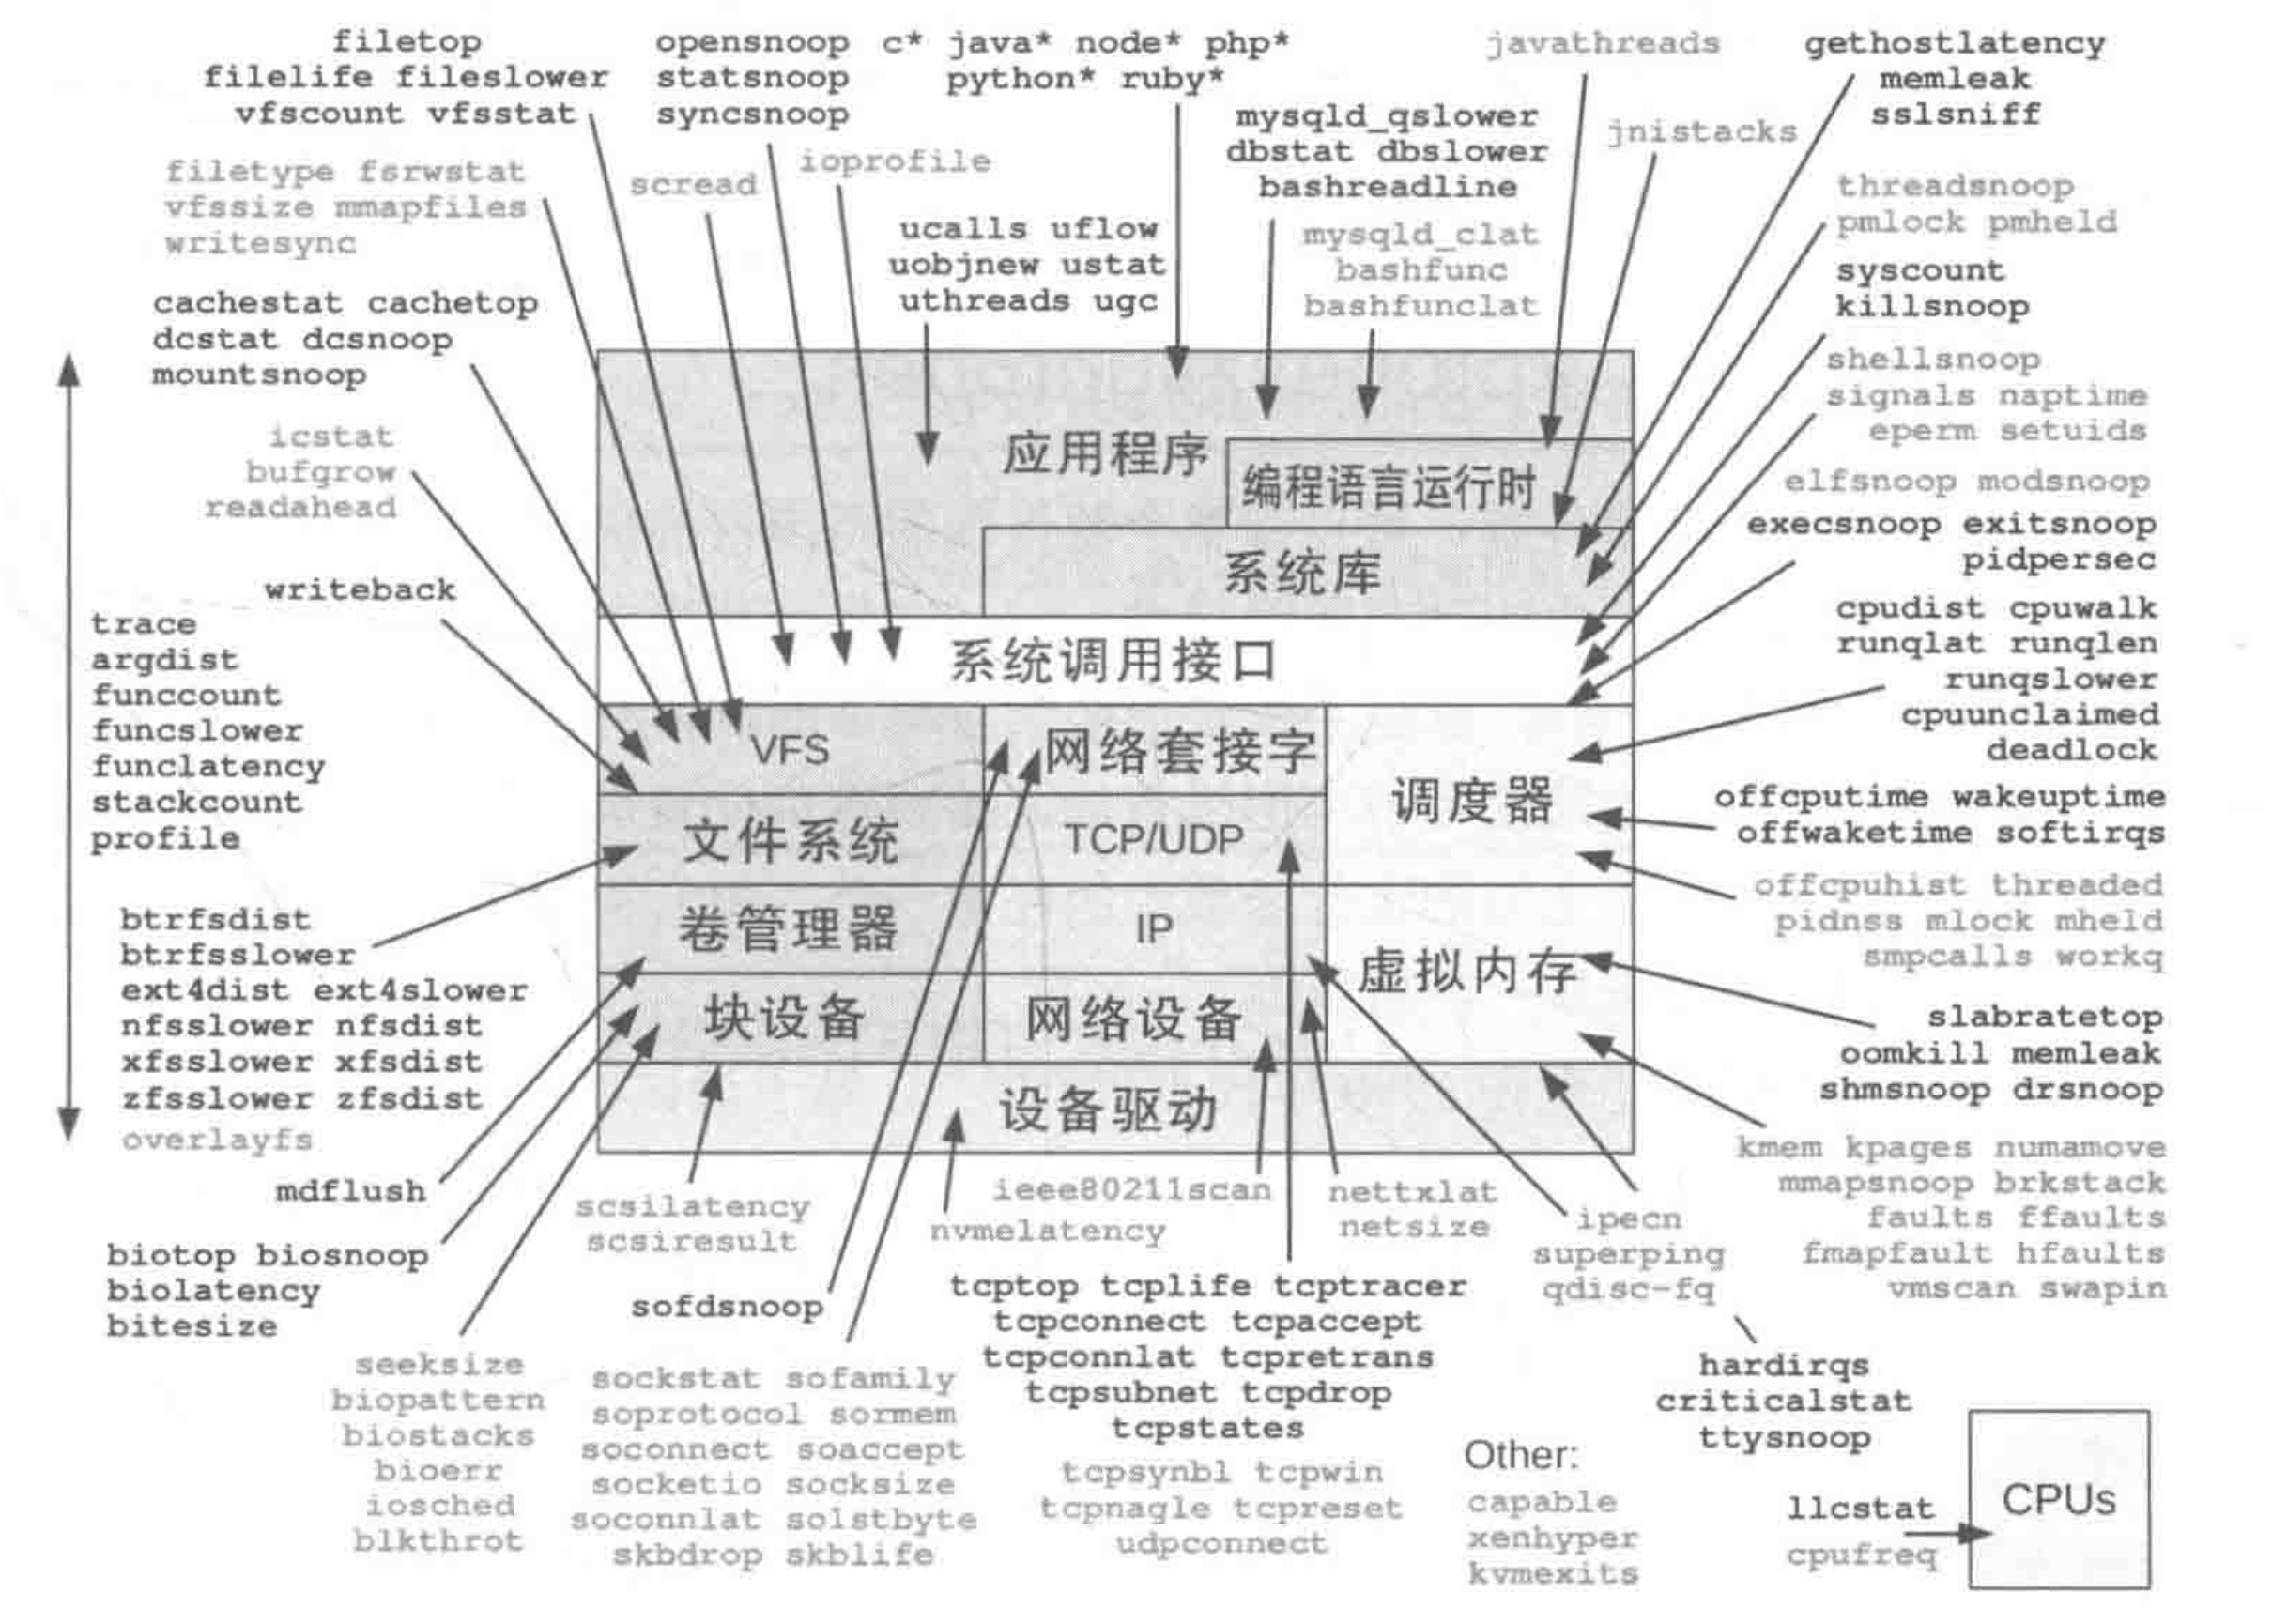 filetop
filelife fileslower
vfscount vfsstat
opensnoop
statsnoop
syncsnoop
c* java* node* php*
python* ruby*
javathreads
gethostlatency
memleak
sslsniff
filetype fsrwstat
vfssize mmapfiles
writesync
scread
ioprofile
mysqld_qslower
dbstat dbslower
bashreadline
jnistacks
threadsnoop
pmlock pmheld
ucalls uflow
uobjnew ustat
uthreads ugc
mysqld_clat
bashfunc
bashfunclat
syscount
killsnoop
cachestat cachetop
dcstat dcsnoop
mountsnoop
shellsnoop
signals naptime
eperm setuids
icstat
bufgrow
readahead
应用程序
编程语言运行时
elfsnoop modsnoop
execsnoop exitsnoop
pidpersec
系统库
writeback
trace
argdist
funccount
funcslower
funclatency
stackcount
profile
系统调用接口
cpudist cpuwalk
runqlat runqlen
runqslower
cpuunclaimed
deadlock
VFS
网络套接字
调度器
offcputime wakeuptime
offwaketime softirqs
文件系统
TCP/UDP
offcpuhist threaded
pidnss mlock mheld
smpcalls workq
卷管理器
IP
虚拟内存
btrfsdist
btrfsslower
ext4dist ext4slower
nfsslower nfsdist
xfsslower xfsdist
zfsslower zfsdist
overlayfs
块设备
网络设备
slabratetop
oomkill memleak
shmsnoop drsnoop
设备驱动
kmem kpages numamove
mmapsnoop brkstack
faults ffaults
fmapfault hfaults
vmscan swapin
mdflush
scsilatency
scsiresult
ieee80211scan
nvmelatency
nettxlat
netsize
ipecn
superping
qdisc-fq
biotop biosnoop
biolatency
bitesize
sofdsnoop
tcptop tcplife tcptracer
tcpconnect tcpaccept
tcpconnlat tcpretrans
tcpsubnet tcpdrop
tcpstates
hardirqs
criticalstat
ttysnoop
seeksize
biopattern
biostacks
bioerr
iosched
blkthrot
sockstat sofamily
soprotocol sormem
soconnect soaccept
socketio socksize
soconnlat so1stbyte
skbdrop skblife
tcpsynbl tcpwin
tcpnagle tcpreset
udpconnect
Other:
capable
xenhyper
kvmexits
llcstat
cpufreq
CPUs